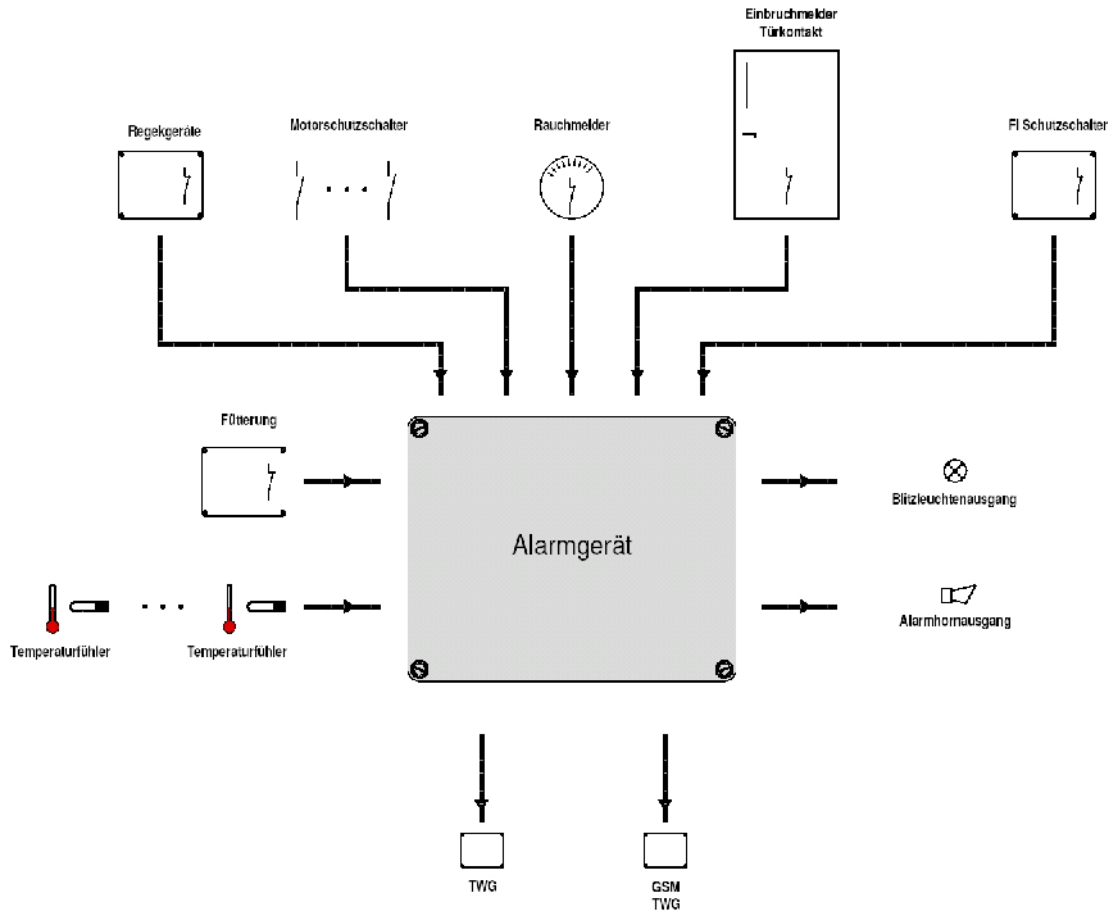 Einbruchmelder
Türkontakt
Regekgeräte
Motorschutzschalter
Rauchmelder
FI Schutzschalter
Fütterung
Alarmgerät
Blitzleuchtenausgang
Temperaturfühler
Temperaturfühler
Alarmhornausgang
TWG
GSM
TWG